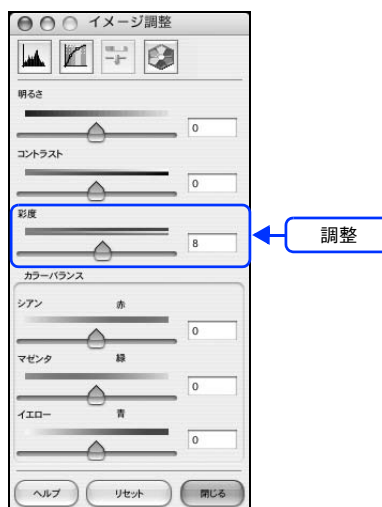 イメージ調整
明るさ
0
コントラスト
0
彩度
8
調整
カラーバランス
シアン 赤
0
マゼンタ 緑
0
イエロー 青
0
ヘルプ リセット 閉じる